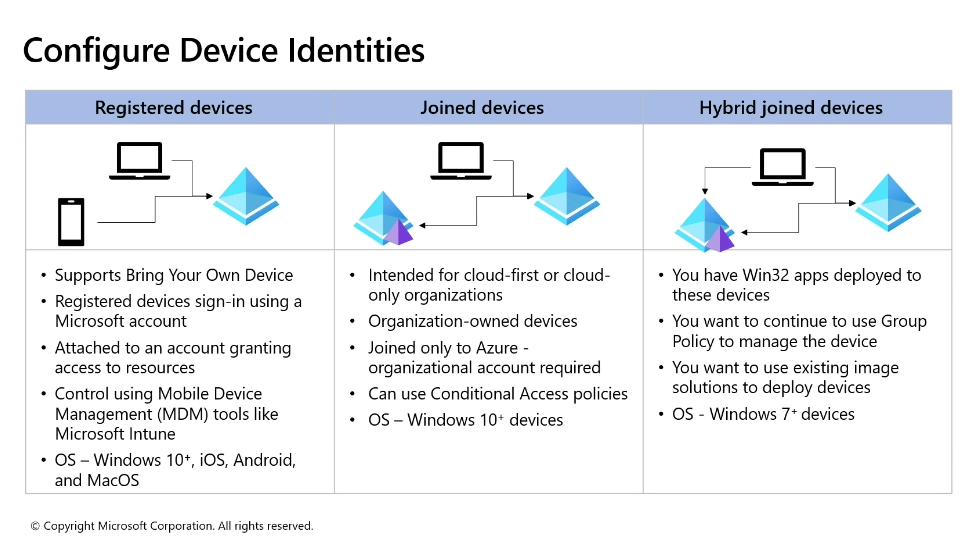 Configure Device Identities
Registered devices
Joined devices
Hybrid joined devices
• Supports Bring Your Own Device
• Registered devices sign-in using a
Microsoft account
• Attached to an account granting
access to resources
• Control using Mobile Device
Management (MDM) tools like
Microsoft Intune
• OS – Windows 10⁺, iOS, Android,
and MacOS
• Intended for cloud-first or cloud-
only organizations
• Organization-owned devices
• Joined only to Azure -
organizational account required
• Can use Conditional Access policies
• OS – Windows 10⁺ devices
• You have Win32 apps deployed to
these devices
• You want to continue to use Group
Policy to manage the device
• You want to use existing image
solutions to deploy devices
• OS - Windows 7⁺ devices
© Copyright Microsoft Corporation. All rights reserved.